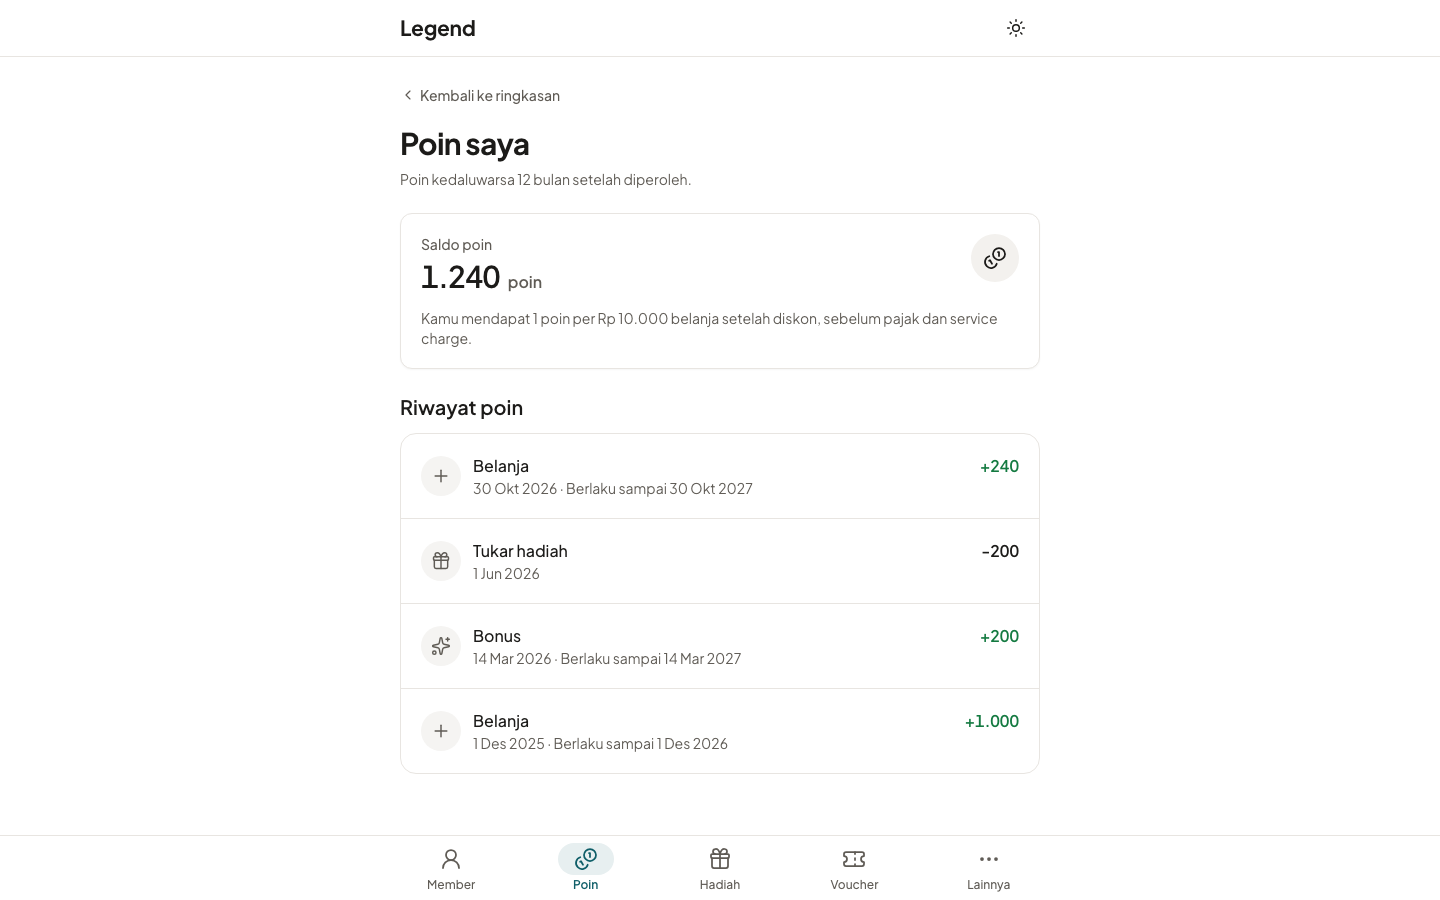 Legend
Kembali ke ringkasan
Poin saya
Poin kedaluwarsa 12 bulan setelah diperoleh.
Saldo poin
1.240 poin
Kamu mendapat 1 poin per Rp 10.000 belanja setelah diskon, sebelum pajak dan service
charge.
Riwayat poin
Belanja
+240
30 Okt 2026 · Berlaku sampai 30 Okt 2027
Tukar hadiah
-200
1 Jun 2026
Bonus
+200
14 Mar 2026 · Berlaku sampai 14 Mar 2027
Belanja
+1.000
1 Des 2025 · Berlaku sampai 1 Des 2026
Member
Poin
Hadiah
Voucher
Lainnya